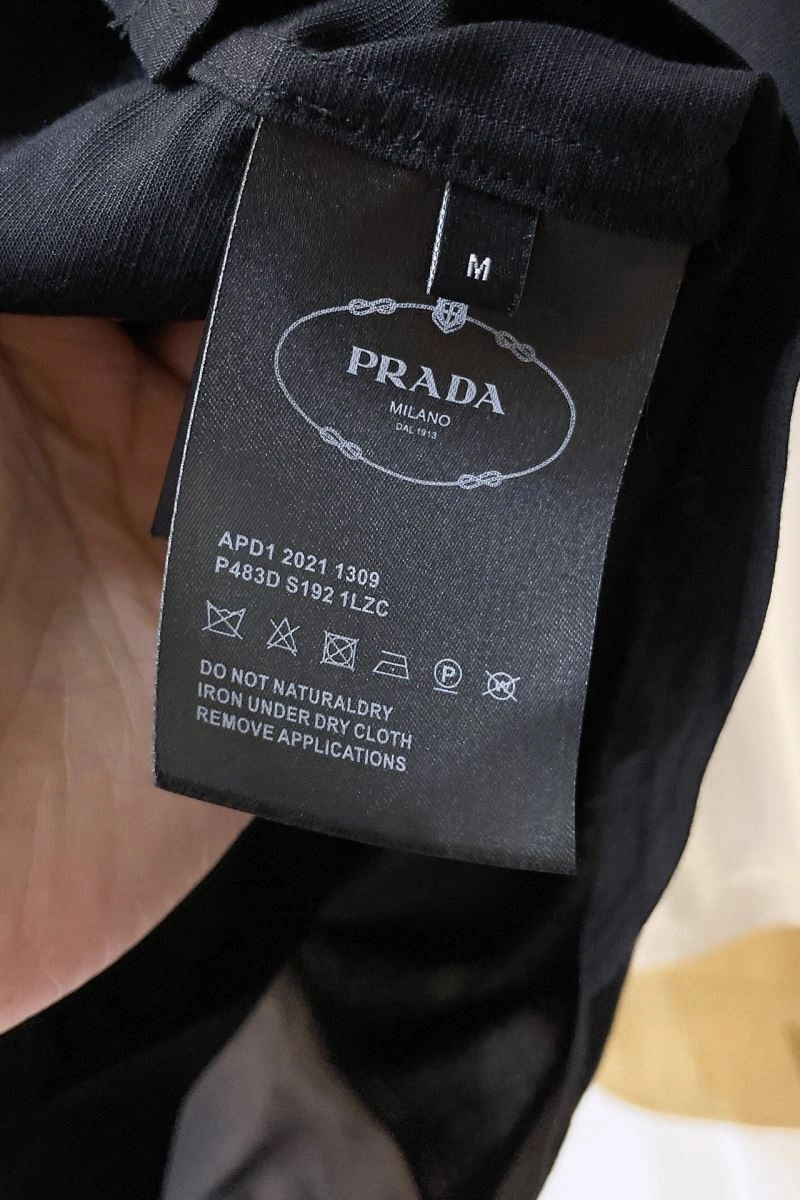 M
PRADA
MILANO
DAL 1913
APD1 2021 1309
P483D S192 1LZC
P
W
DO NOT NATURALDRY
IRON UNDER DRY CLOTH
REMOVE APPLICATIONS